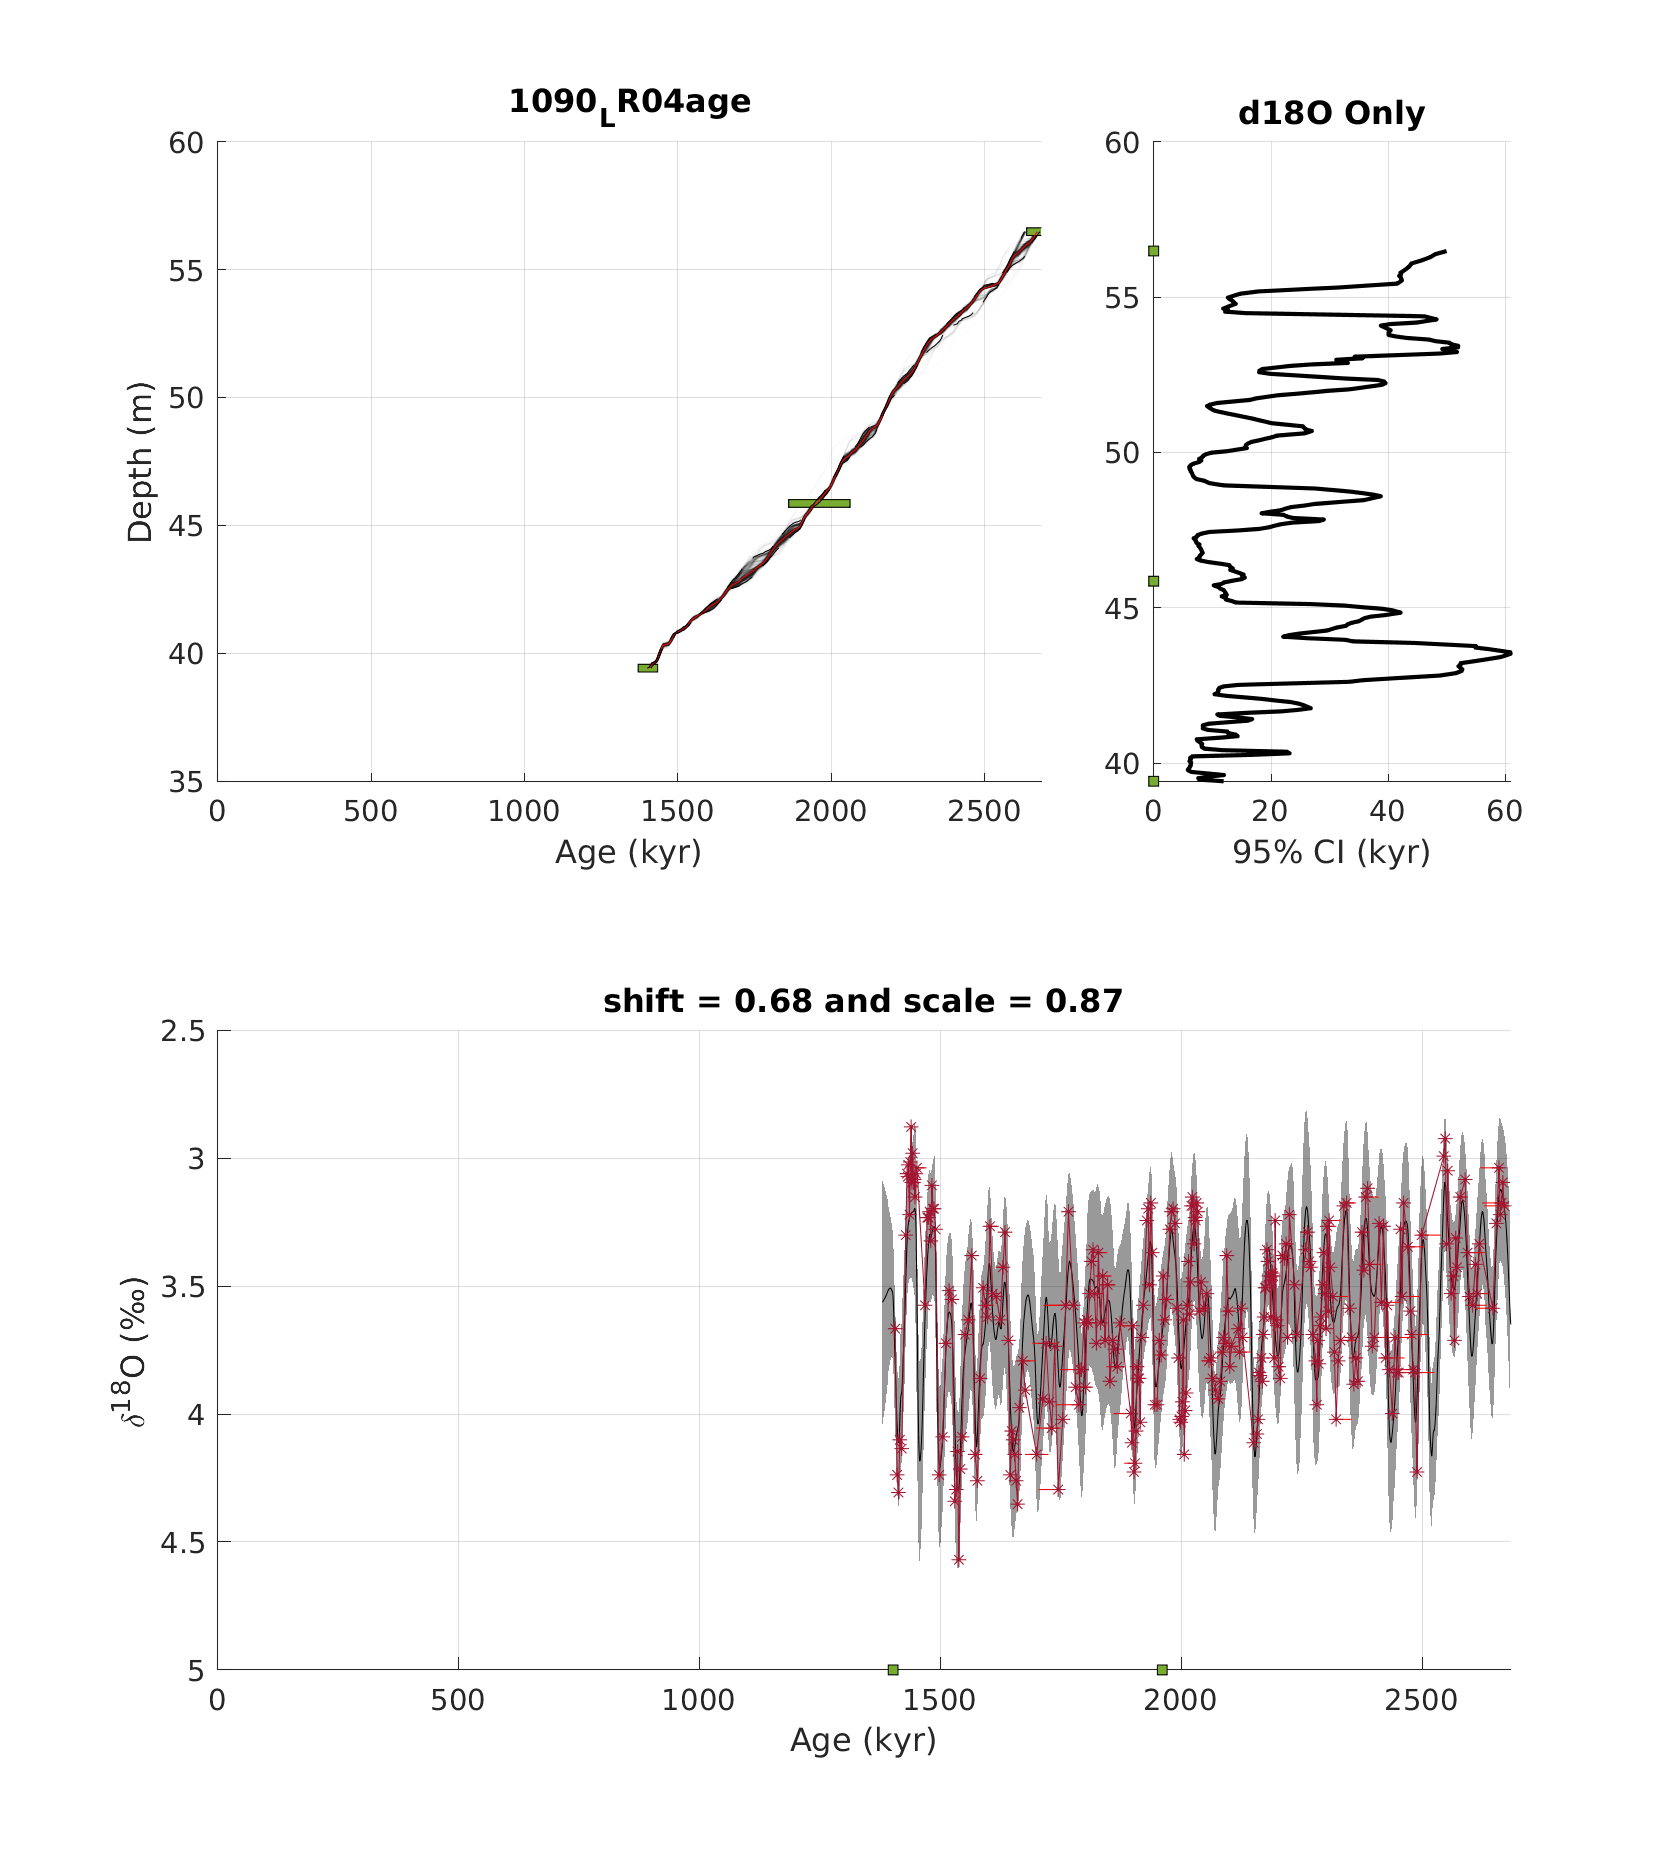 1090LR04age
d18O Only
60
55
50
45
40
35
Depth (m)
0 500 1000 1500 2000 2500
Age (kyr)
60
55
50
45
40
0 20 40 60
95% CI (kyr)
shift = 0.68 and scale = 0.87
2.5
3
3.5
4
4.5
5
δ18O (‰)
0 500 1000 1500 2000 2500
Age (kyr)